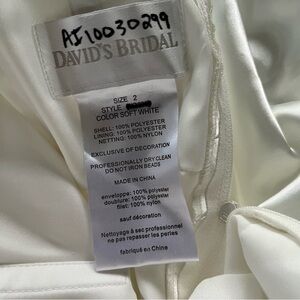 AI10030299
DAVID'S BRIDAL
SIZE 2
STYLE
COLOR SOFT WHITE
SHELL: 100% POLYESTER
LINING: 100% POLYESTER
NETTING: 100% NYLON
EXCLUSIVE OF DECORATION
PROFESSIONALLY DRY CLEAN
DO NOT IRON BEADS
MADE IN CHINA
enveloppe: 100% polyester
doublure: 100% polyester
filet: 100% nylon
sauf décoration
Nettoyage à sec professionnel
ne pas repasser les perles
fabriqué en Chine